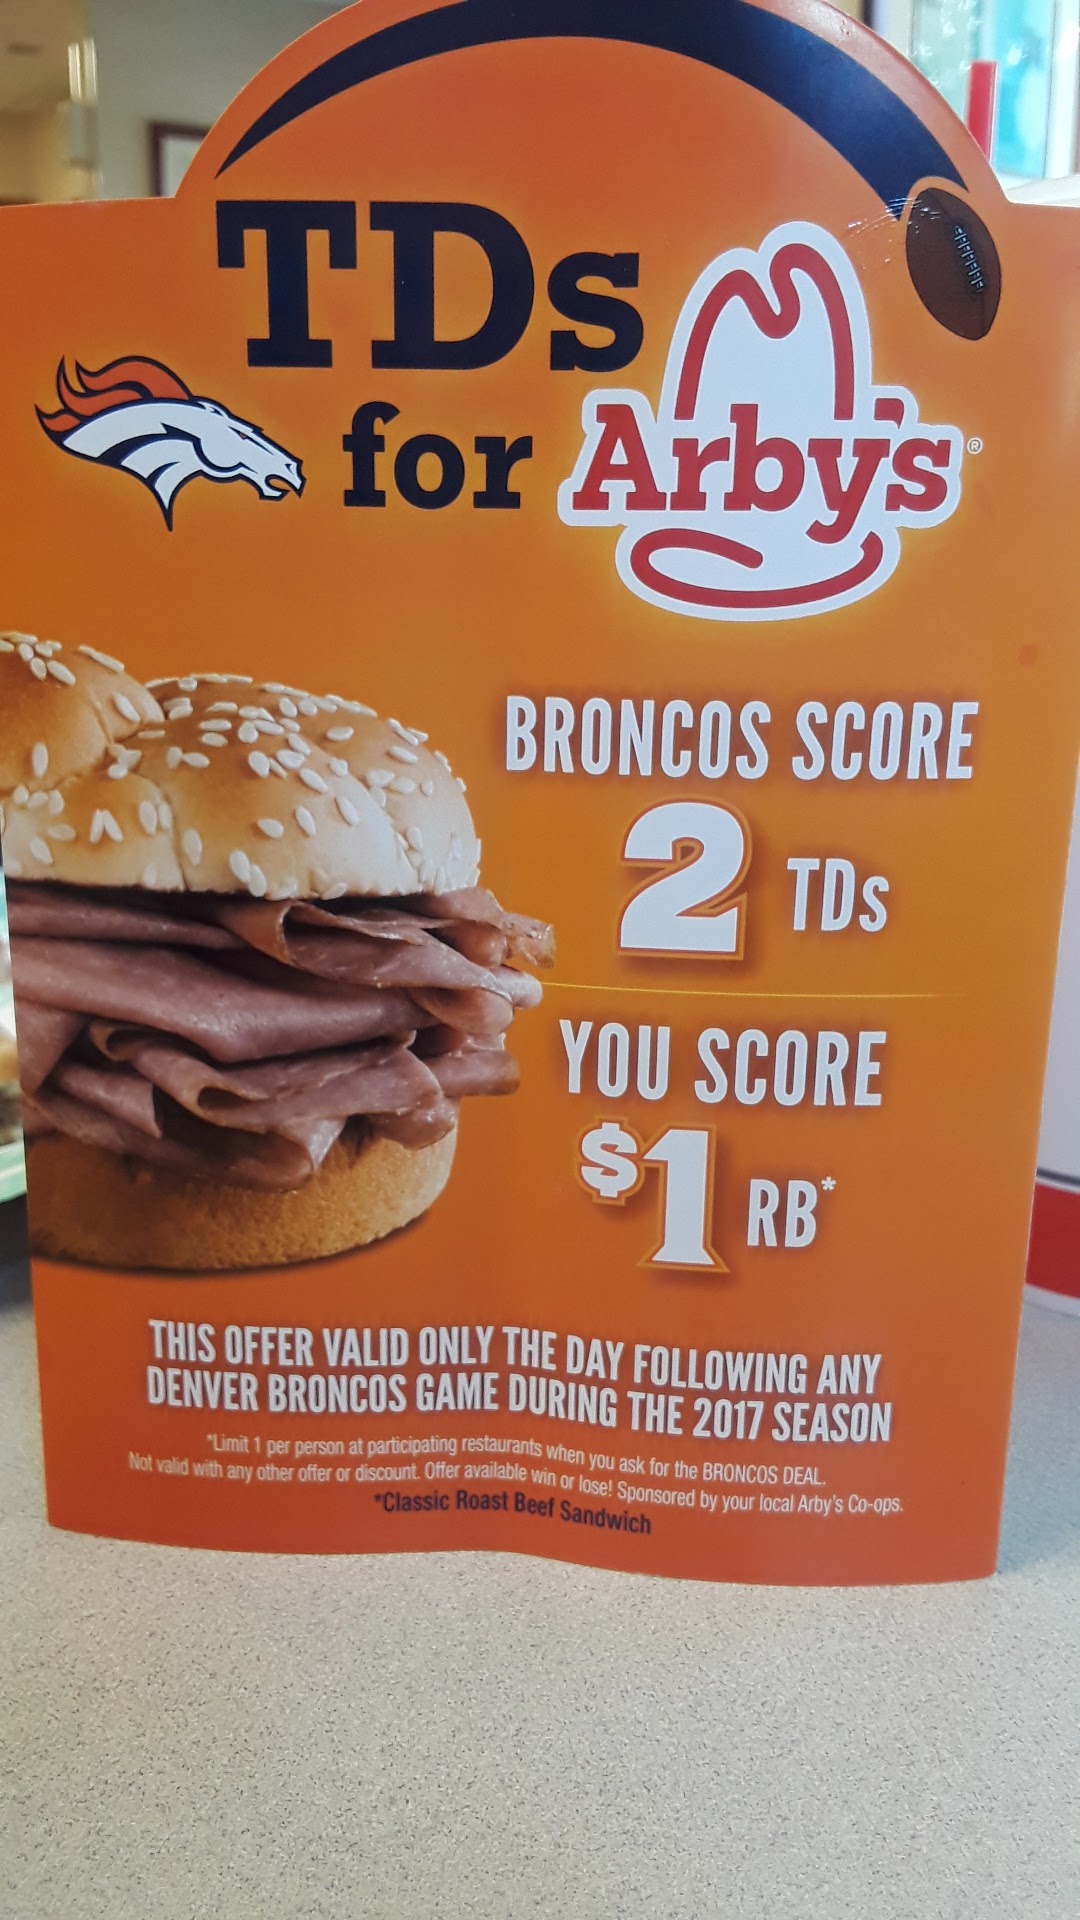 TDs
for Arby's®
BRONCOS SCORE
2 TDs
YOU SCORE
$1 RB*
THIS OFFER VALID ONLY THE DAY FOLLOWING ANY
DENVER BRONCOS GAME DURING THE 2017 SEASON
*Limit 1 per person at participating restaurants when you ask for the BRONCOS DEAL.
Not valid with any other offer or discount. Offer available win or lose! Sponsored by your local Arby's Co-ops.
*Classic Roast Beef Sandwich